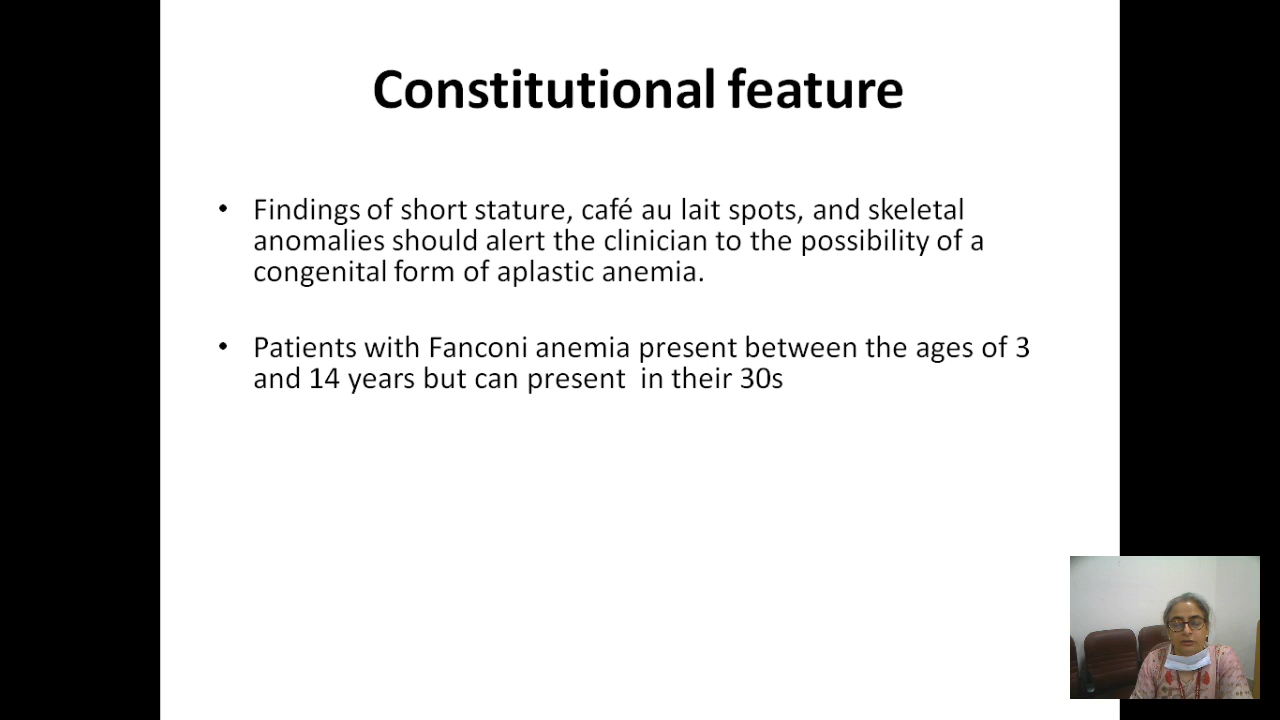 Constitutional feature
• Findings of short stature, café au lait spots, and skeletal
anomalies should alert the clinician to the possibility of a
congenital form of aplastic anemia.
• Patients with Fanconi anemia present between the ages of 3
and 14 years but can present  in their 30s